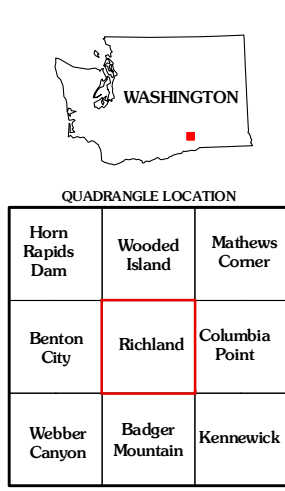 WASHINGTON
QUADRANGLE LOCATION
Horn
Rapids
Dam
Wooded
Island
Mathews
Corner
Benton
City
Richland
Columbia
Point
Webber
Canyon
Badger
Mountain
Kennewick